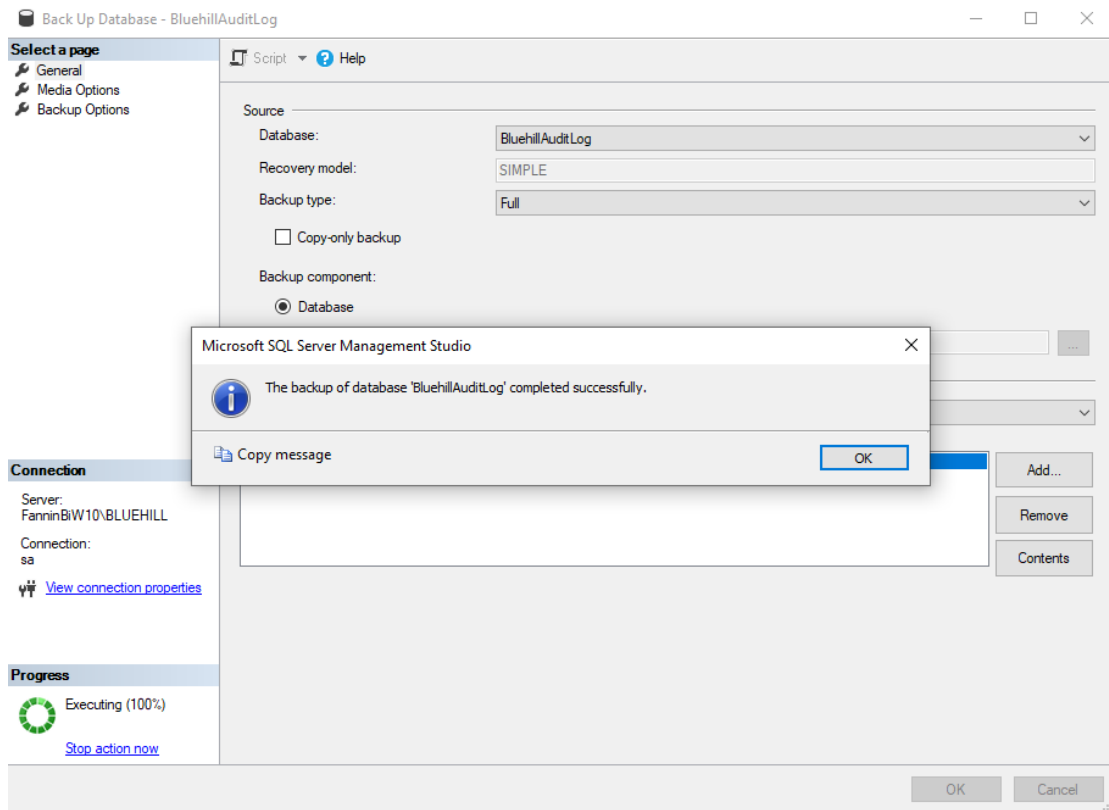 Back Up Database - BluehillAuditLog
Select a page
General
Media Options
Backup Options
Script
Help
Source
Database:
BluehillAuditLog
Recovery model:
SIMPLE
Backup type:
Full
Copy-only backup
Backup component:
Database
...
Microsoft SQL Server Management Studio
The backup of database 'BluehillAuditLog' completed successfully.
Copy message
OK
Add...
Remove
Contents
Connection
Server:
FanninBiW10\BLUEHILL
Connection:
sa
View connection properties
Progress
Executing (100%)
Stop action now
OK
Cancel